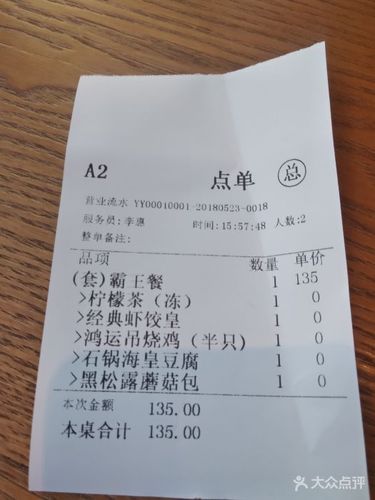 A2 点单 总
营业流水 YY00010001-20180523-0018
服务员:李惠 时间:15:57:48 人数:2
整单备注:
品项 数量 单价
(套)霸王餐 1 135
>柠檬茶（冻） 1 0
>经典虾饺皇 1 0
>鸿运吊烧鸡（半只） 1 0
>石锅海皇豆腐 1 0
>黑松露蘑菇包 1 0
本次金额 135.00
本桌合计 135.00
大众点评